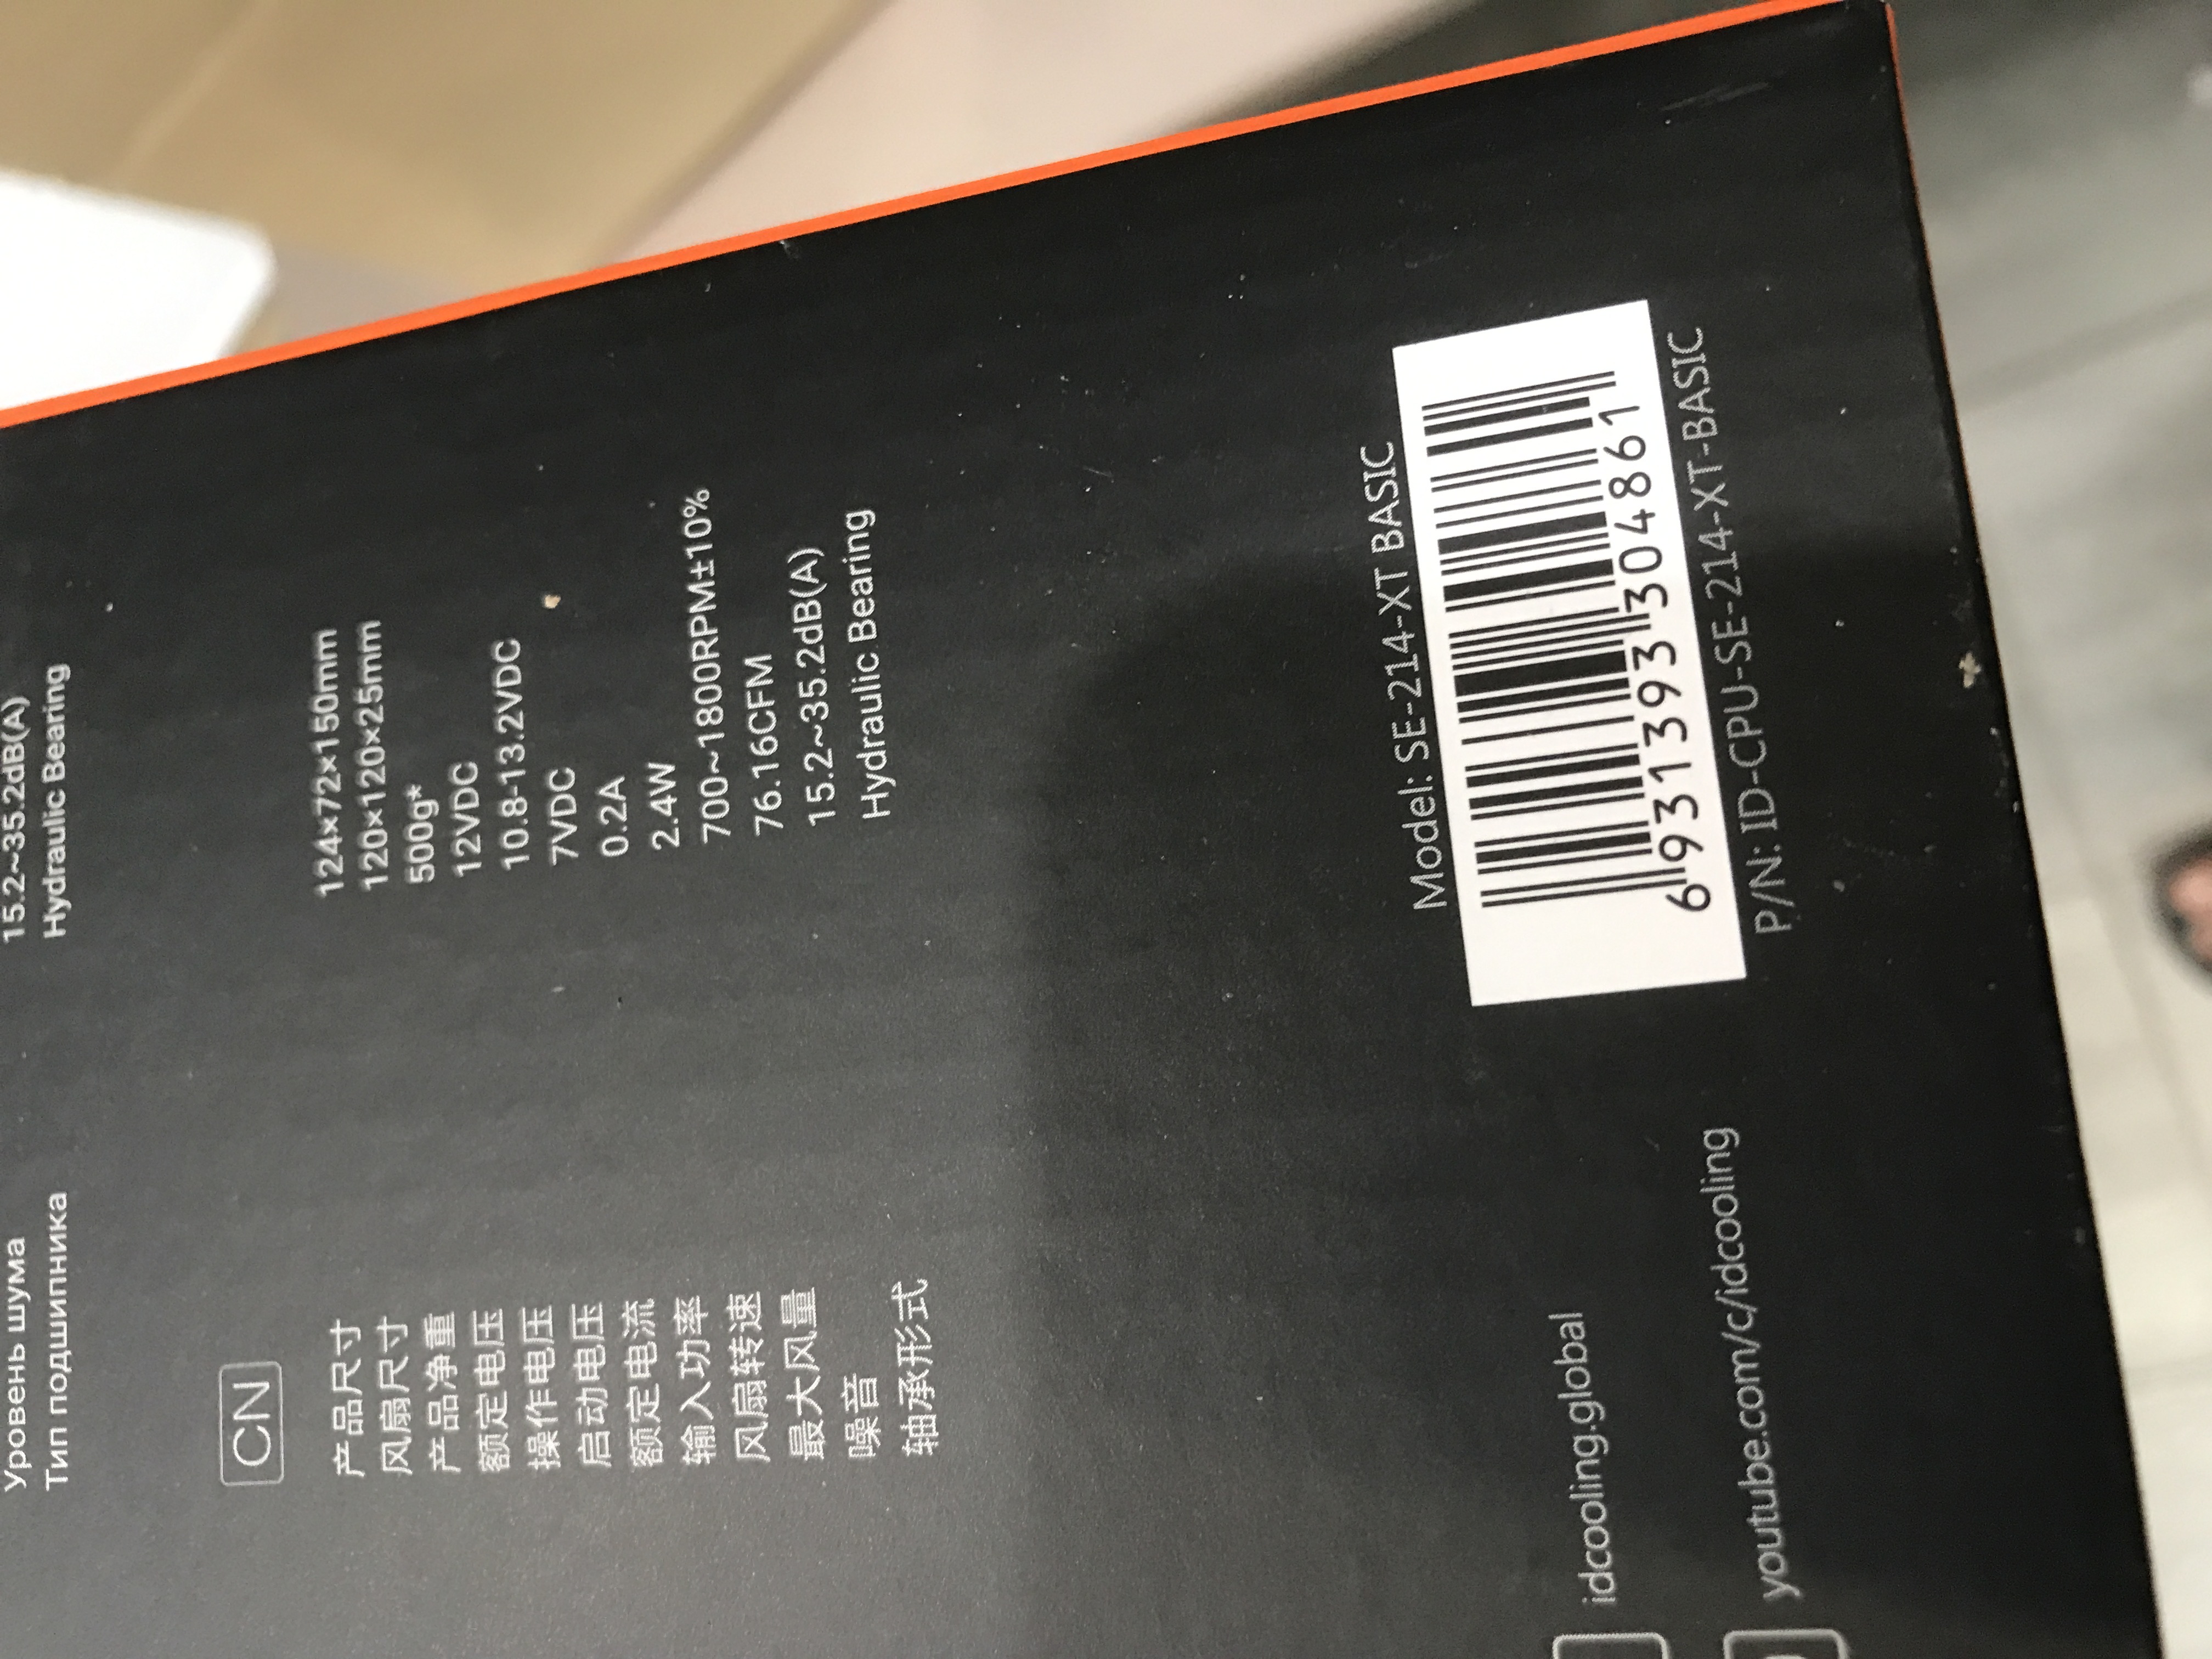 Уровень шума 15.2~35.2dB(A)
Тип подшипника Hydraulic Bearing
CN
产品尺寸 124×72×150mm
风扇尺寸 120×120×25mm
产品净重 500g*
额定电压 12VDC
操作电压 10.8-13.2VDC
启动电压 7VDC
额定电流 0.2A
输入功率 2.4W
风扇转速 700~1800RPM±10%
最大风量 76.16CFM
噪音 15.2~35.2dB(A)
轴承形式 Hydraulic Bearing
Model: SE-214-XT BASIC
6931393304861
P/N: ID-CPU-SE-214-XT-BASIC
idcooling.global
youtube.com/c/idcooling